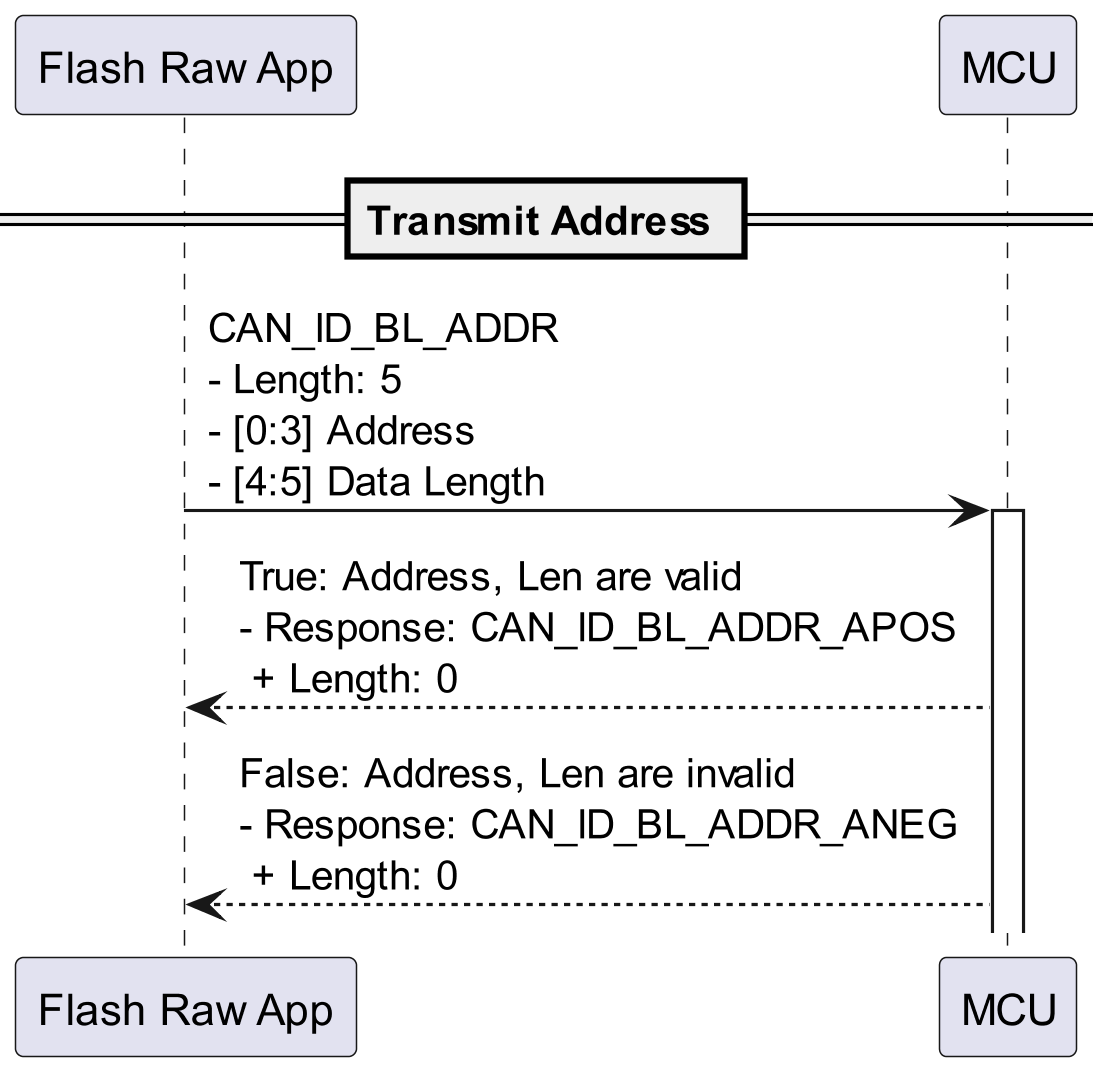 Flash Raw App
MCU
Transmit Address
CAN_ID_BL_ADDR
- Length: 5
- [0:3] Address
- [4:5] Data Length
True: Address, Len are valid
- Response: CAN_ID_BL_ADDR_APOS
+ Length: 0
False: Address, Len are invalid
- Response: CAN_ID_BL_ADDR_ANEG
+ Length: 0
Flash Raw App
MCU